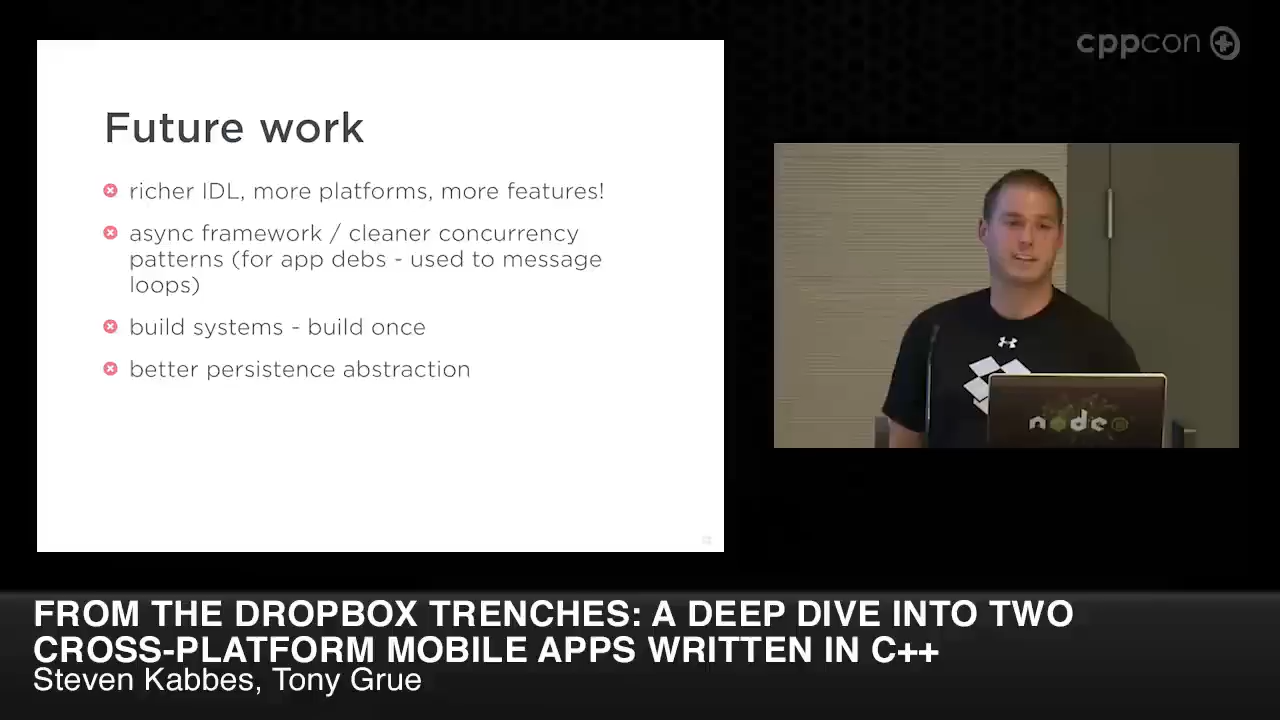 cppcon
Future work
richer IDL, more platforms, more features!
async framework / cleaner concurrency
patterns (for app debs - used to message
loops)
build systems - build once
better persistence abstraction
node
FROM THE DROPBOX TRENCHES: A DEEP DIVE INTO TWO
CROSS-PLATFORM MOBILE APPS WRITTEN IN C++
Steven Kabbes, Tony Grue